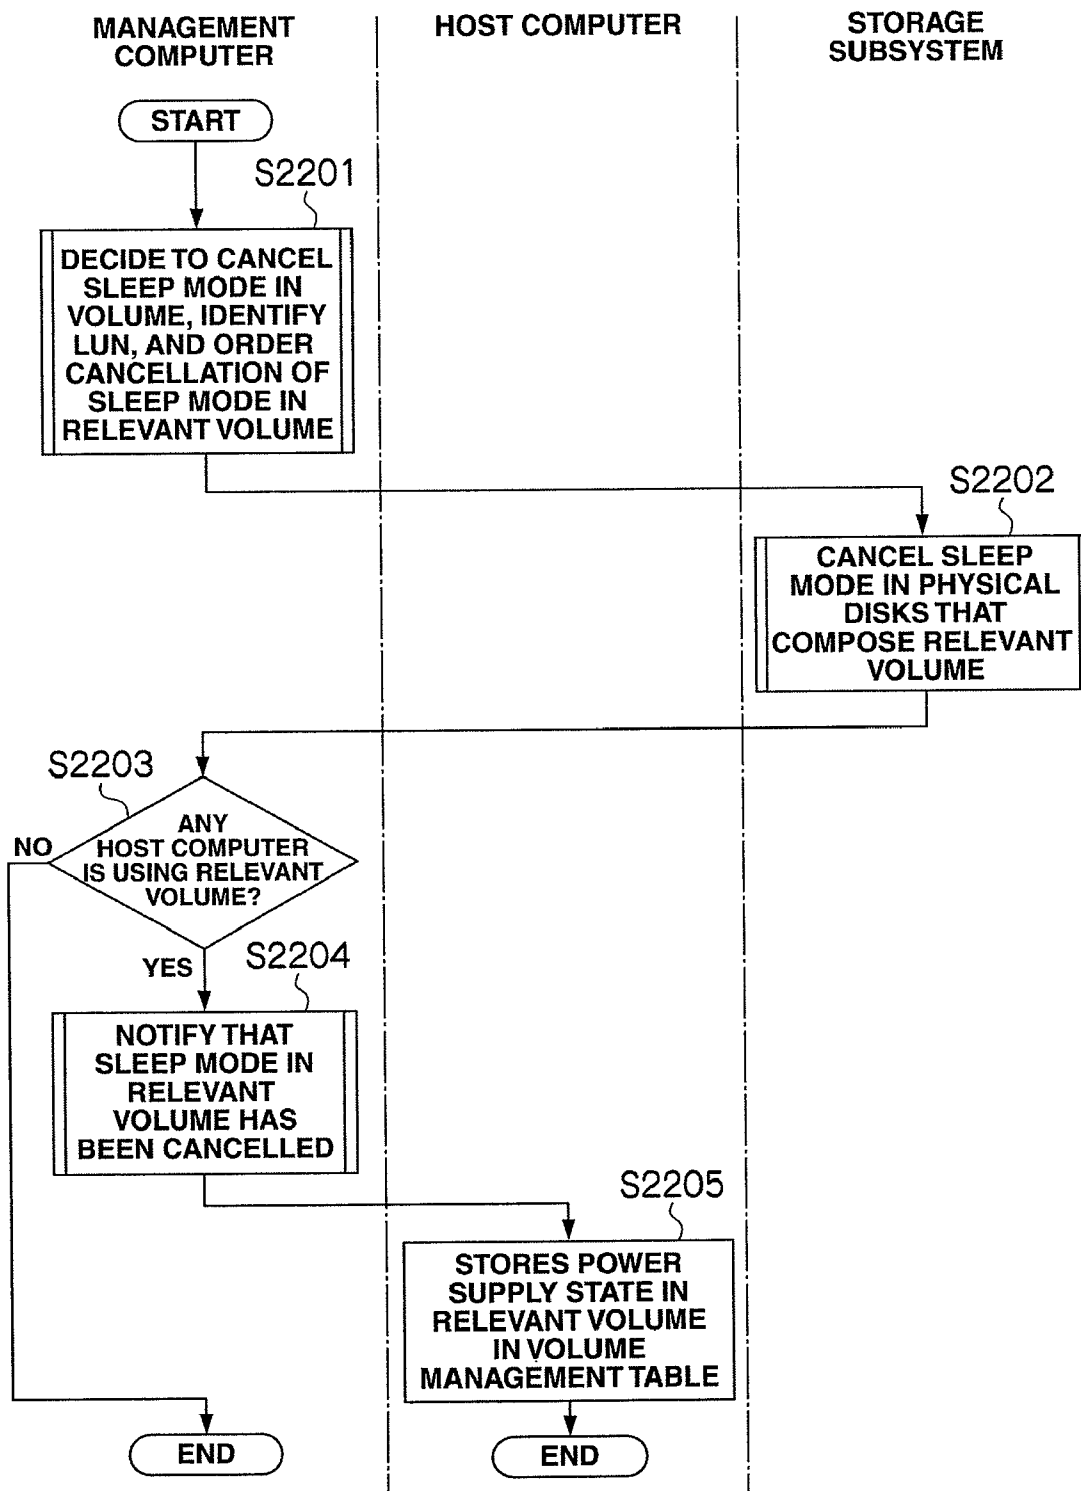 MANAGEMENT
COMPUTER
HOST COMPUTER
STORAGE
SUBSYSTEM
START
S2201
DECIDE TO CANCEL
SLEEP MODE IN
VOLUME, IDENTIFY
LUN, AND ORDER
CANCELLATION OF
SLEEP MODE IN
RELEVANT VOLUME
S2202
CANCEL SLEEP
MODE IN PHYSICAL
DISKS THAT
COMPOSE RELEVANT
VOLUME
S2203
ANY
HOST COMPUTER
IS USING RELEVANT
VOLUME?
NO
YES
S2204
NOTIFY THAT
SLEEP MODE IN
RELEVANT
VOLUME HAS
BEEN CANCELLED
S2205
STORES POWER
SUPPLY STATE IN
RELEVANT VOLUME
IN VOLUME
MANAGEMENT TABLE
END
END